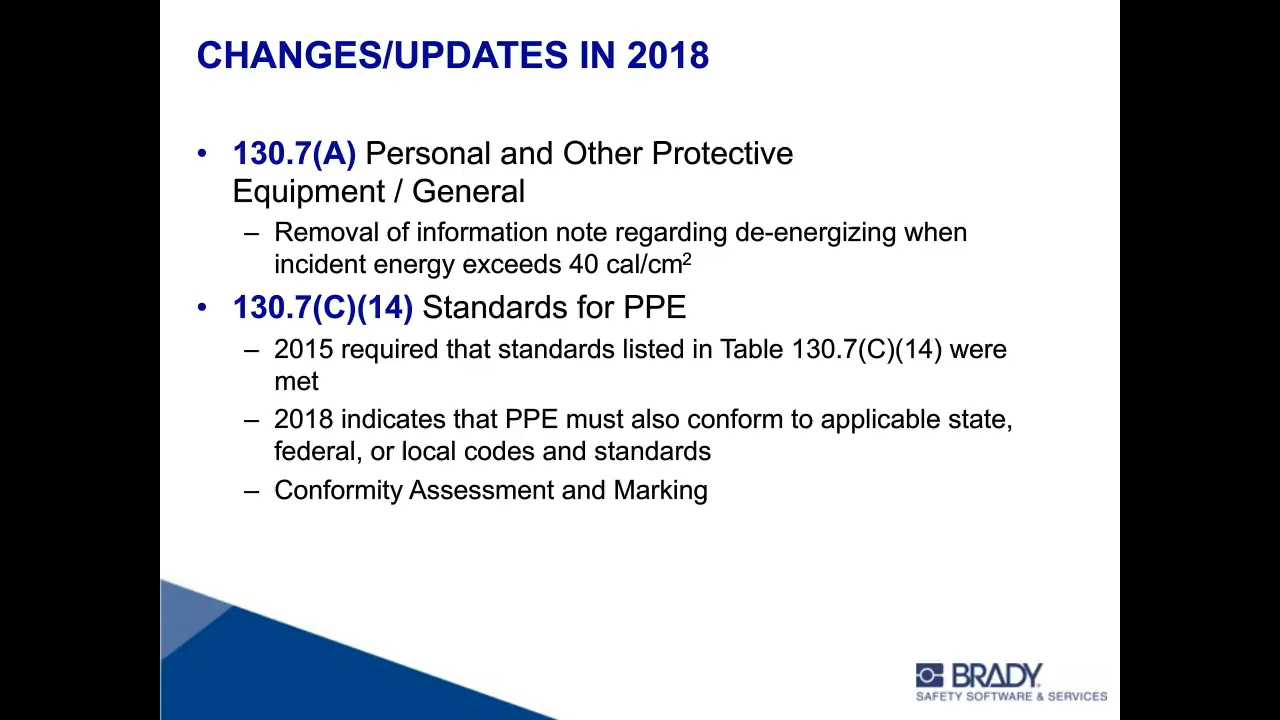 CHANGES/UPDATES IN 2018
• 130.7(A) Personal and Other Protective
Equipment / General
– Removal of information note regarding de-energizing when
incident energy exceeds 40 cal/cm²
• 130.7(C)(14) Standards for PPE
– 2015 required that standards listed in Table 130.7(C)(14) were
met
– 2018 indicates that PPE must also conform to applicable state,
federal, or local codes and standards
– Conformity Assessment and Marking
BRADY
SAFETY SOFTWARE & SERVICES